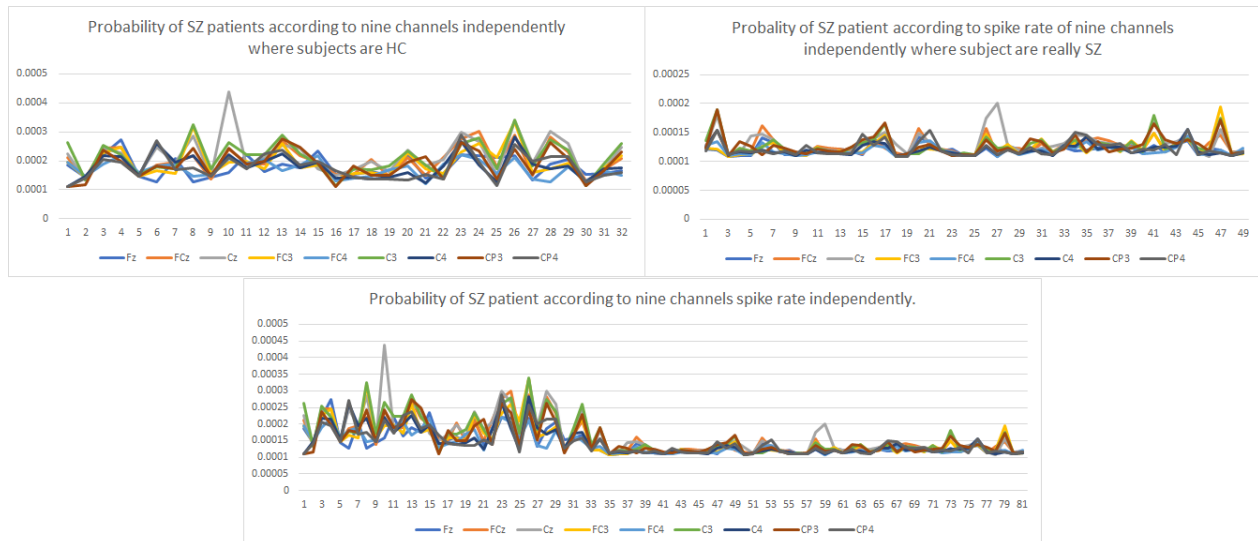 Probability of SZ patients according to nine channels independently
where subjects are HC
0.0005
0.0004
0.0003
0.0002
0.0001
0
1 2 3 4 5 6 7 8 9 10 11 12 13 14 15 16 17 18 19 20 21 22 23 24 25 26 27 28 29 30 31 32
Fz FCz Cz FC3 FC4 C3 C4 CP3 CP4
Probality of SZ patient according to spike rate of nine channels
independently where subject are really SZ
0.00025
0.0002
0.00015
0.0001
0.00005
0
1 3 5 7 9 11 13 15 17 19 21 23 25 27 29 31 33 35 37 39 41 43 45 47 49
Fz FCz Cz FC3 FC4 C3 C4 CP3 CP4
Probability of SZ patient according to nine channels spike rate independently.
0.0005
0.00045
0.0004
0.00035
0.0003
0.00025
0.0002
0.00015
0.0001
0.00005
0
1 3 5 7 9 11 13 15 17 19 21 23 25 27 29 31 33 35 37 39 41 43 45 47 49 51 53 55 57 59 61 63 65 67 69 71 73 75 77 79 81
Fz FCz Cz FC3 FC4 C3 C4 CP3 CP4